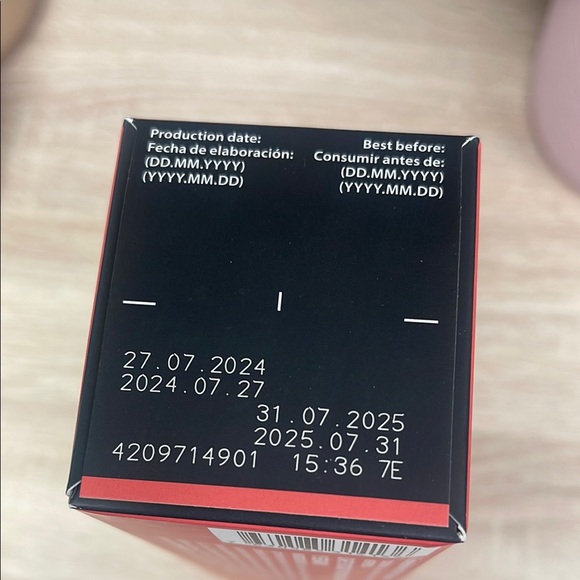 Production date:
Fecha de elaboración:
(DD.MM.YYYY)
(YYYY.MM.DD)
Best before:
Consumir antes de:
(DD.MM.YYYY)
(YYYY.MM.DD)
27.07.2024
2024.07.27
31.07.2025
2025.07.31
4209714901 15:36 7E